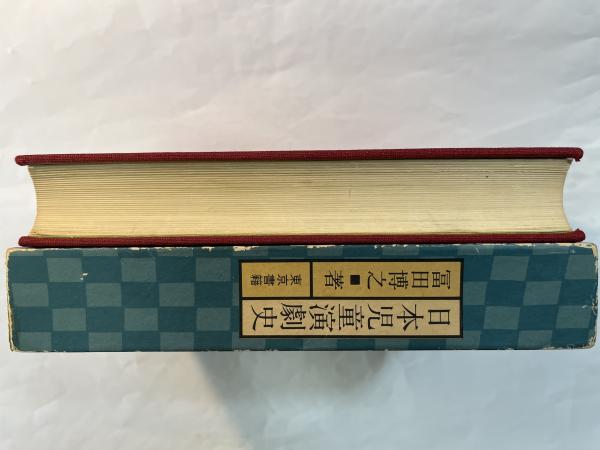 日本児童演劇史
冨田博之■著
東京書籍